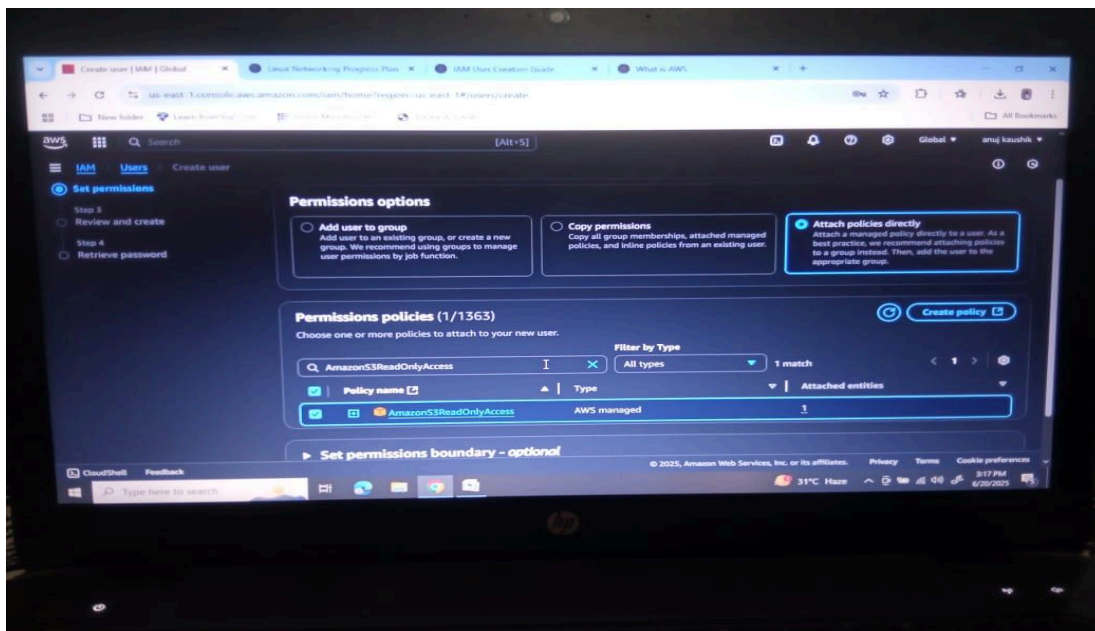 Create user | IAM | Global
Linux Networking Progress Plan
IAM User Creation Guide
What is AWS
us-east-1.console.aws.amazon.com/iam/home?region=us-east-1#/users/create
New folder
All Bookmarks
aws
Search
[Alt+S]
Global
anuj kaushik
IAM
Users
Create user
Set permissions
Step 3
Review and create
Step 4
Retrieve password
Permissions options
Add user to group
Add user to an existing group, or create a new
group. We recommend using groups to manage
user permissions by job function.
Copy permissions
Copy all group memberships, attached managed
policies, and inline policies from an existing user.
Attach policies directly
Attach a managed policy directly to a user. As a
best practice, we recommend attaching policies
to a group instead. Then, add the user to the
appropriate group.
Permissions policies (1/1363)
Create policy
Choose one or more policies to attach to your new user.
Filter by Type
AmazonS3ReadOnlyAccess
All types
1 match
1
Policy name
Type
Attached entities
AmazonS3ReadOnlyAccess
AWS managed
1
Set permissions boundary - optional
CloudShell
Feedback
© 2025, Amazon Web Services, Inc. or its affiliates.
Privacy
Terms
Cookie preferences
Type here to search
31°C Haze
3:17 PM
6/20/2025
hp